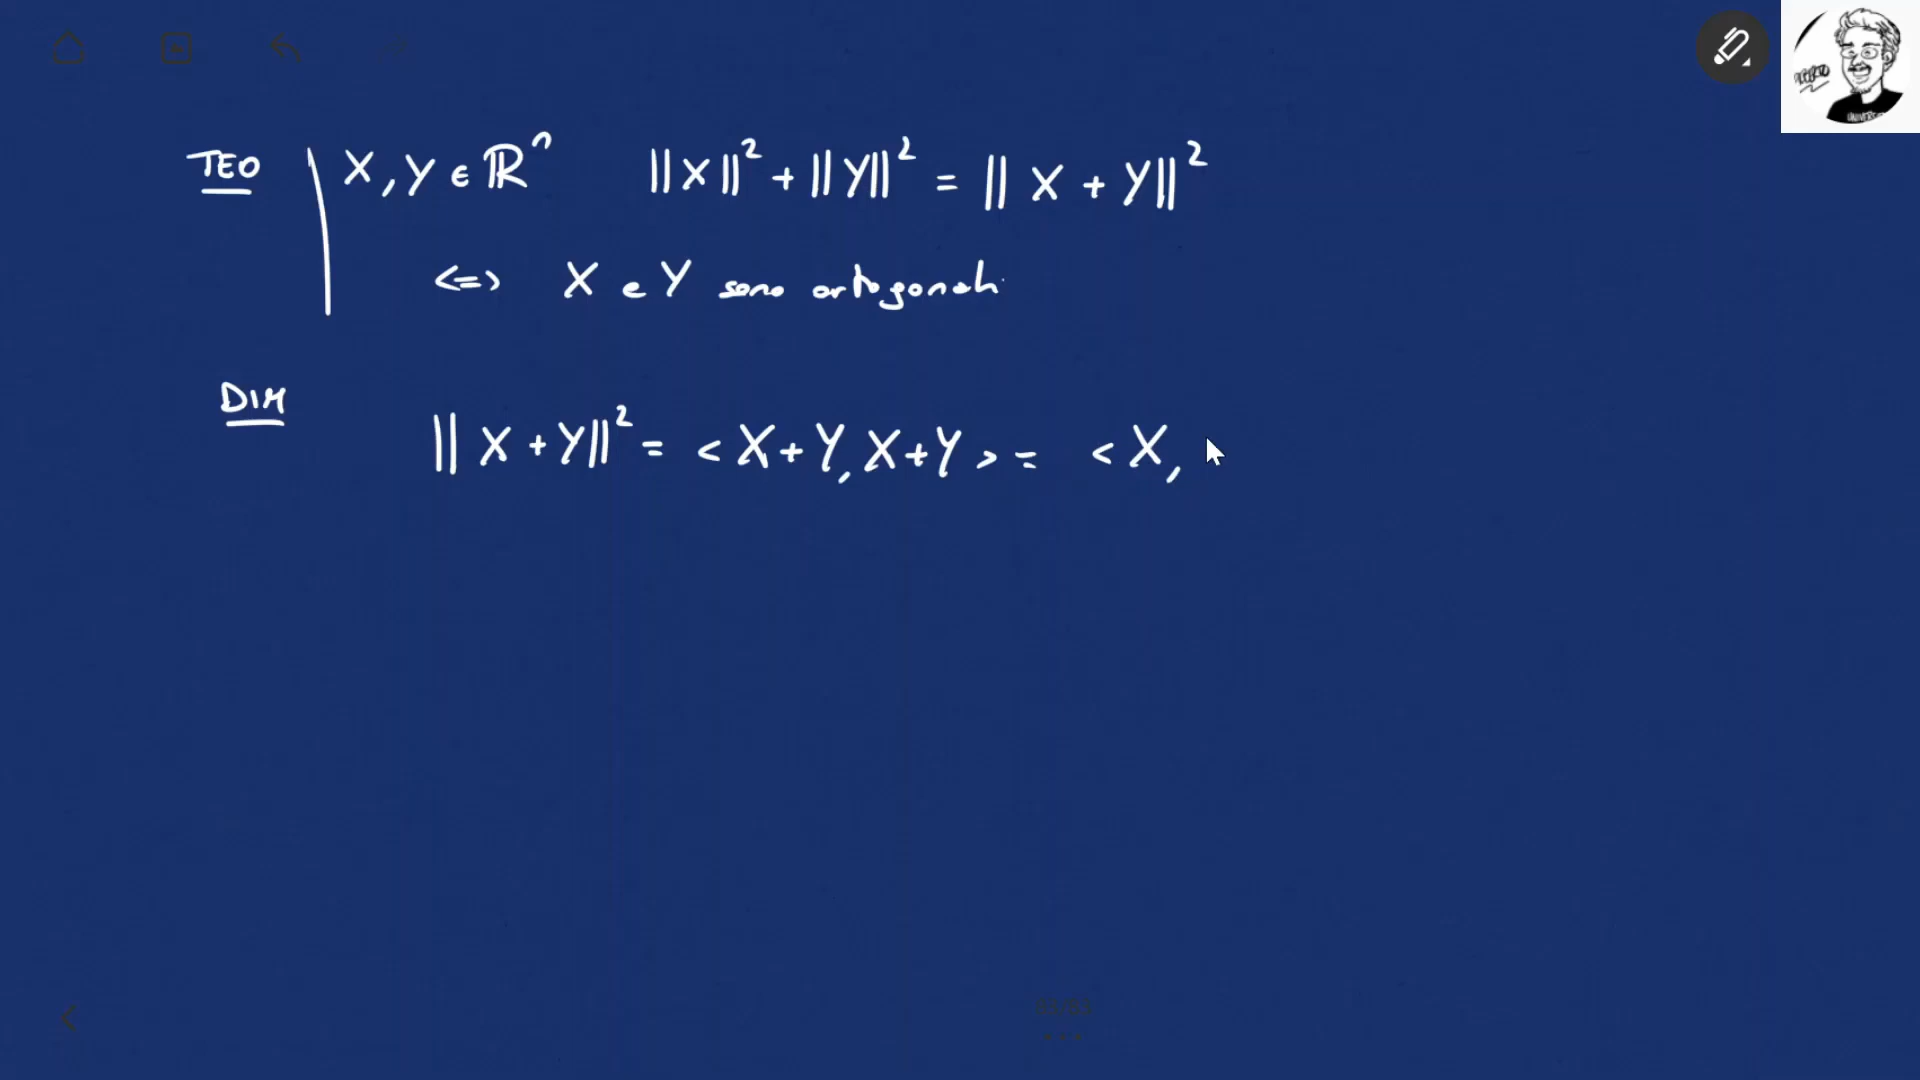 TEO X, Y ∈ ℝⁿ ||X||² + ||Y||² = ||X + Y||²
<=> X e Y sono ortogonali
DIM
||X + Y||² = <X+Y, X+Y> = <X,